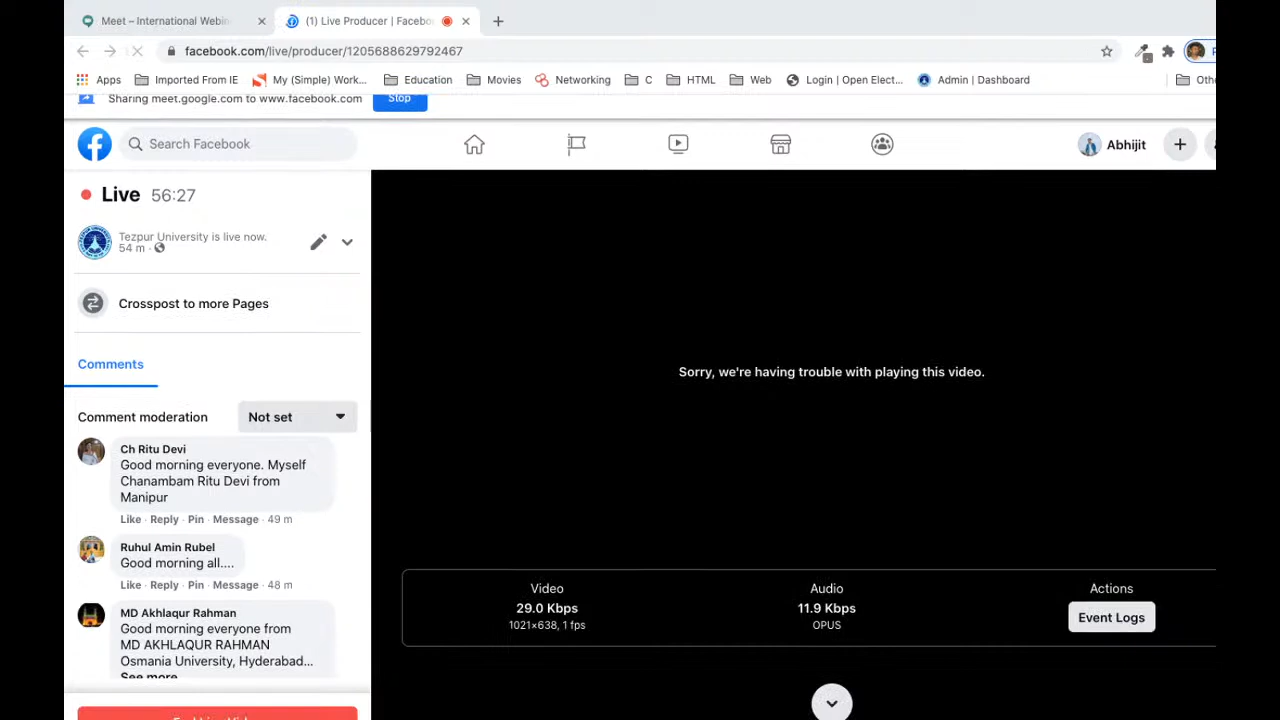 Meet – International Webin
(1) Live Producer | Facebo
facebook.com/live/producer/1205688629792467
Apps
Imported From IE
My (Simple) Work...
Education
Movies
Networking
C
HTML
Web
Login | Open Elect...
Admin | Dashboard
Sharing meet.google.com to www.facebook.com
Stop
Search Facebook
Abhijit
Live 56:27
Tezpur University is live now.
54 m ·
Crosspost to more Pages
Comments
Comment moderation
Not set
Ch Ritu Devi
Good morning everyone. Myself
Chanambam Ritu Devi from
Manipur
Like · Reply · Pin · Message · 49 m
Ruhul Amin Rubel
Good morning all....
Like · Reply · Pin · Message · 48 m
MD Akhlaqur Rahman
Good morning everyone from
MD AKHLAQUR RAHMAN
Osmania University, Hyderabad...
See more
Sorry, we're having trouble with playing this video.
Video
29.0 Kbps
1021×638, 1 fps
Audio
11.9 Kbps
OPUS
Actions
Event Logs